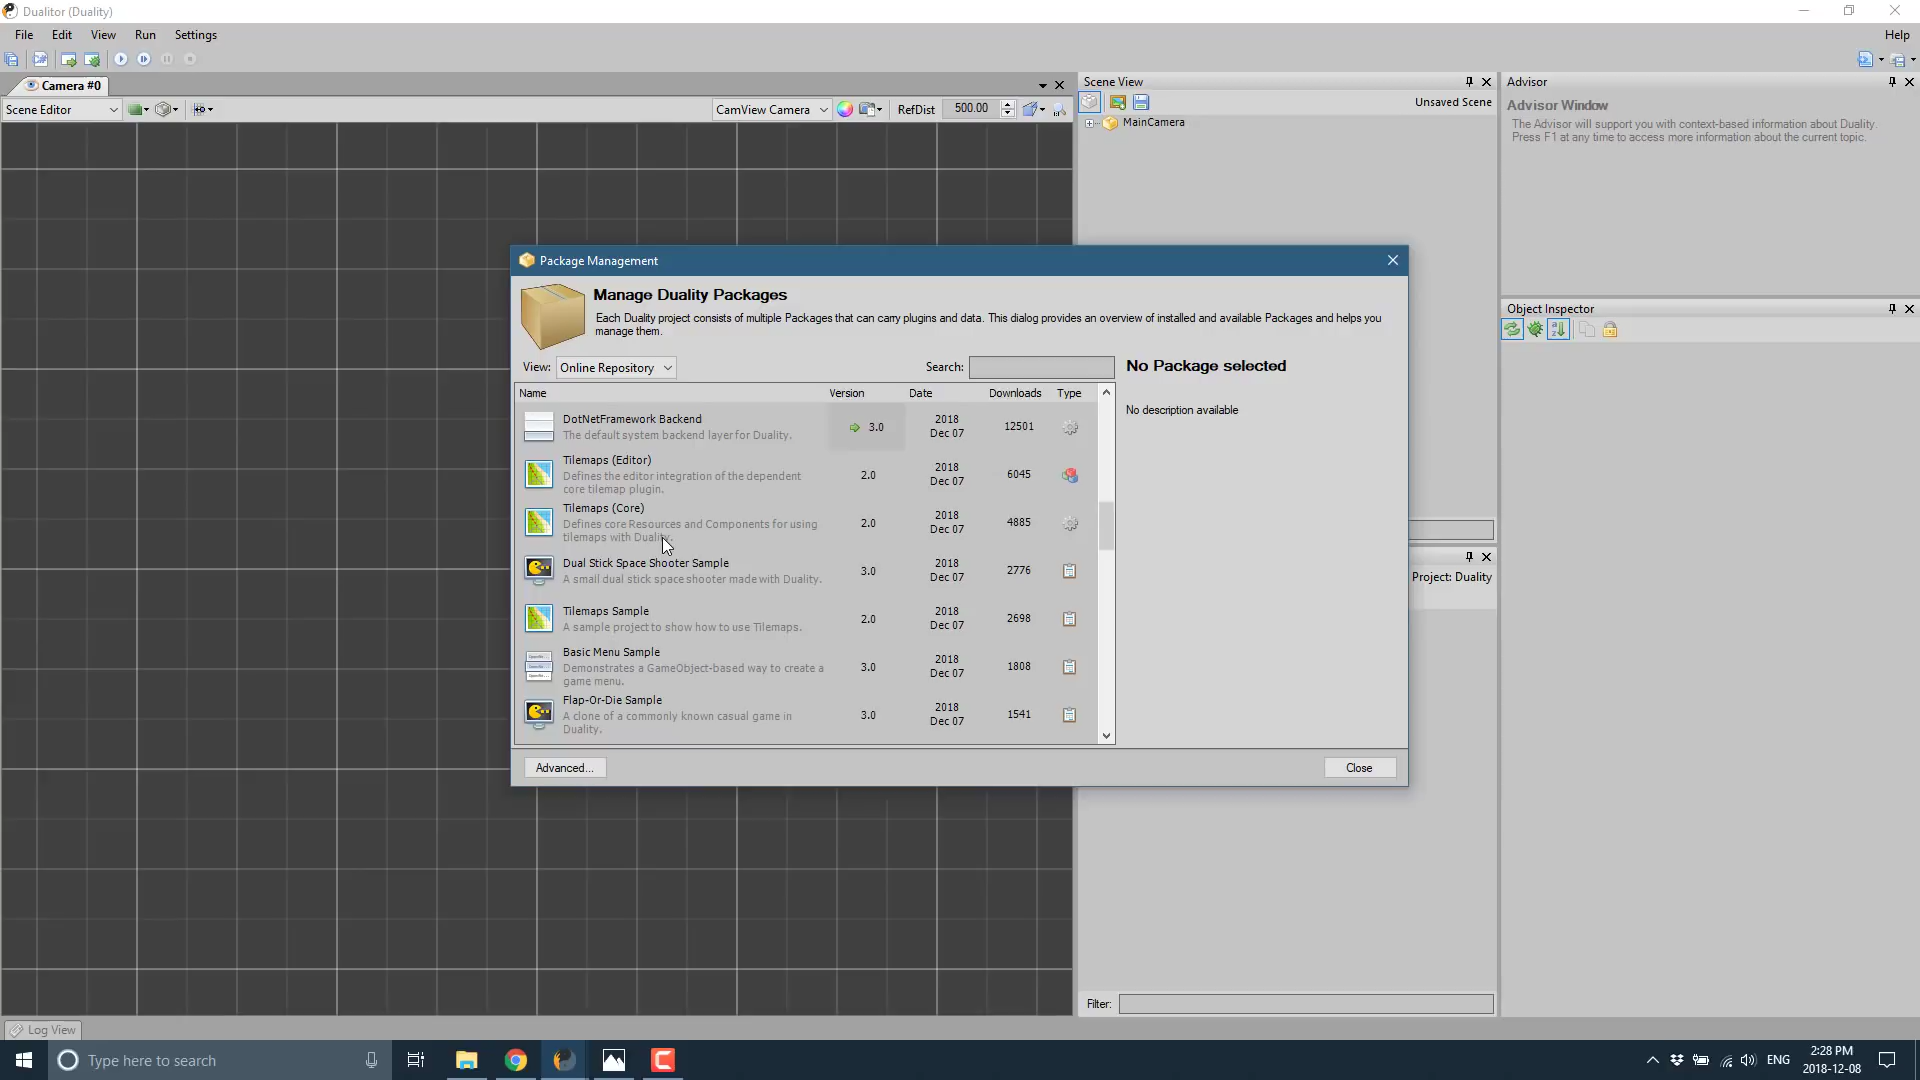 Dualitor (Duality)
File Edit View Run Settings Help
Camera #0
Scene Editor CamView Camera RefDist 500.00
Scene View
Unsaved Scene
MainCamera
Advisor
Advisor Window
The Advisor will support you with context-based information about Duality.
Press F1 at any time to access more information about the current topic.
Object Inspector
Project: Duality
Filter:
Package Management
Manage Duality Packages
Each Duality project consists of multiple Packages that can carry plugins and data. This dialog provides an overview of installed and available Packages and helps you
manage them.
View: Online Repository Search:
Name Version Date Downloads Type
DotNetFramework Backend
The default system backend layer for Duality.
3.0 2018 Dec 07 12501
Tilemaps (Editor)
Defines the editor integration of the dependent
core tilemap plugin.
2.0 2018 Dec 07 6045
Tilemaps (Core)
Defines core Resources and Components for using
tilemaps with Duality.
2.0 2018 Dec 07 4885
Dual Stick Space Shooter Sample
A small dual stick space shooter made with Duality.
3.0 2018 Dec 07 2776
Tilemaps Sample
A sample project to show how to use Tilemaps.
2.0 2018 Dec 07 2698
Basic Menu Sample
Demonstrates a GameObject-based way to create a
game menu.
3.0 2018 Dec 07 1808
Flap-Or-Die Sample
A clone of a commonly known casual game in
Duality.
3.0 2018 Dec 07 1541
No Package selected
No description available
Advanced... Close
Log View
Type here to search
ENG
2:28 PM
2018-12-08